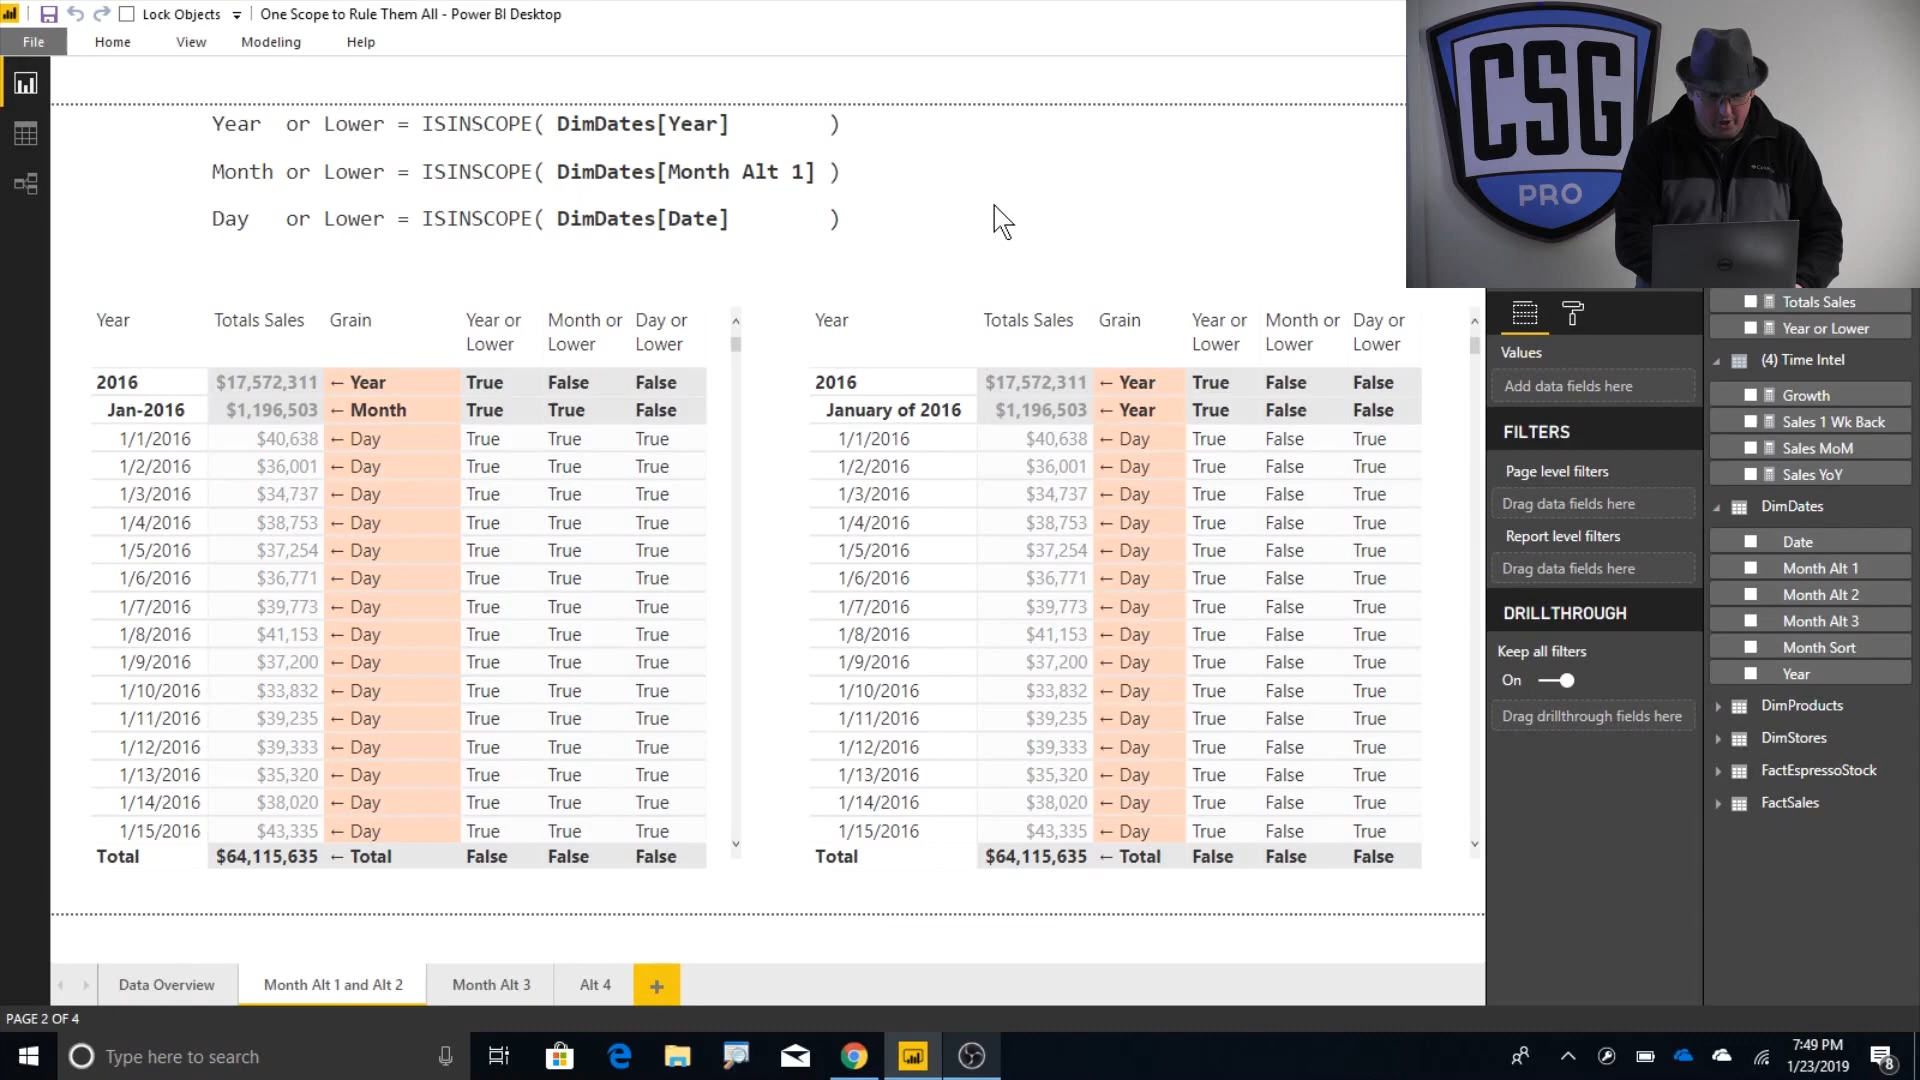 Lock Objects One Scope to Rule Them All - Power BI Desktop
File Home View Modeling Help
CSG
PRO
Year or Lower = ISINSCOPE( DimDates[Year] )
Month or Lower = ISINSCOPE( DimDates[Month Alt 1] )
Day or Lower = ISINSCOPE( DimDates[Date] )
Year Totals Sales Grain Year or Lower Month or Lower Day or Lower
2016 $17,572,311 ← Year True False False
Jan-2016 $1,196,503 ← Month True True False
1/1/2016 $40,638 ← Day True True True
1/2/2016 $36,001 ← Day True True True
1/3/2016 $34,737 ← Day True True True
1/4/2016 $38,753 ← Day True True True
1/5/2016 $37,254 ← Day True True True
1/6/2016 $36,771 ← Day True True True
1/7/2016 $39,773 ← Day True True True
1/8/2016 $41,153 ← Day True True True
1/9/2016 $37,200 ← Day True True True
1/10/2016 $33,832 ← Day True True True
1/11/2016 $39,235 ← Day True True True
1/12/2016 $39,333 ← Day True True True
1/13/2016 $35,320 ← Day True True True
1/14/2016 $38,020 ← Day True True True
1/15/2016 $43,335 ← Day True True True
Total $64,115,635 ← Total False False False
Year Totals Sales Grain Year or Lower Month or Lower Day or Lower
2016 $17,572,311 ← Year True False False
January of 2016 $1,196,503 ← Year True False False
1/1/2016 $40,638 ← Day True False True
1/2/2016 $36,001 ← Day True False True
1/3/2016 $34,737 ← Day True False True
1/4/2016 $38,753 ← Day True False True
1/5/2016 $37,254 ← Day True False True
1/6/2016 $36,771 ← Day True False True
1/7/2016 $39,773 ← Day True False True
1/8/2016 $41,153 ← Day True False True
1/9/2016 $37,200 ← Day True False True
1/10/2016 $33,832 ← Day True False True
1/11/2016 $39,235 ← Day True False True
1/12/2016 $39,333 ← Day True False True
1/13/2016 $35,320 ← Day True False True
1/14/2016 $38,020 ← Day True False True
1/15/2016 $43,335 ← Day True False True
Total $64,115,635 ← Total False False False
Values
Add data fields here
FILTERS
Page level filters
Drag data fields here
Report level filters
Drag data fields here
DRILLTHROUGH
Keep all filters
On
Drag drillthrough fields here
Totals Sales
Year or Lower
(4) Time Intel
Growth
Sales 1 Wk Back
Sales MoM
Sales YoY
DimDates
Date
Month Alt 1
Month Alt 2
Month Alt 3
Month Sort
Year
DimProducts
DimStores
FactEspressoStock
FactSales
Data Overview Month Alt 1 and Alt 2 Month Alt 3 Alt 4 +
PAGE 2 OF 4
Type here to search
7:49 PM
1/23/2019
8